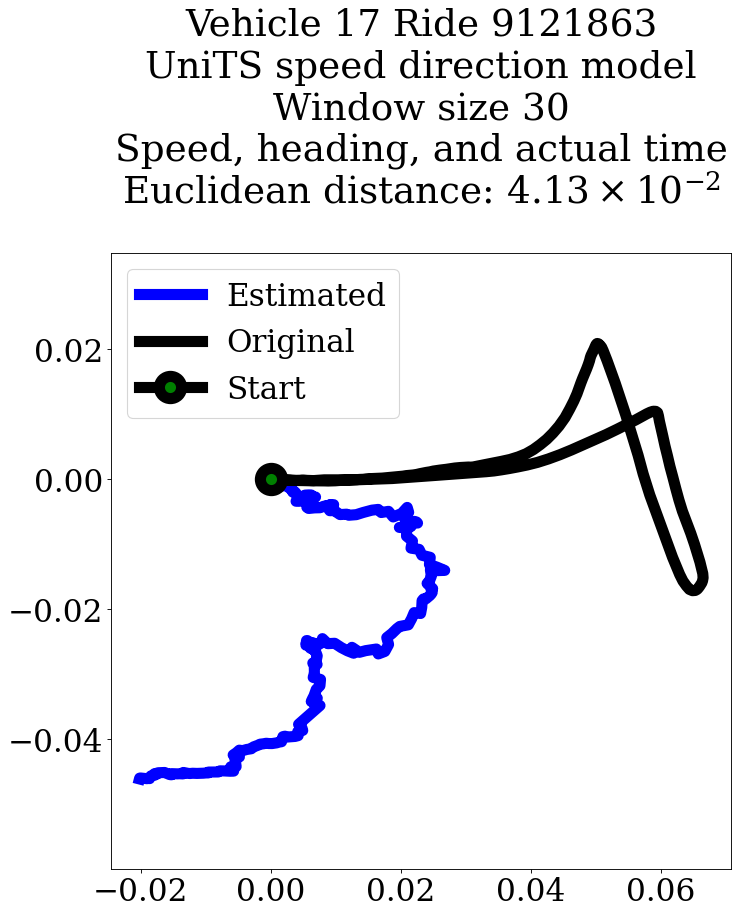 Vehicle 17 Ride 9121863
UniTS speed direction model
Window size 30
Speed, heading, and actual time
Euclidean distance: 4.13 × 10⁻²
Estimated
Original
Start
0.02
0.00
−0.02
−0.04
−0.02 0.00 0.02 0.04 0.06